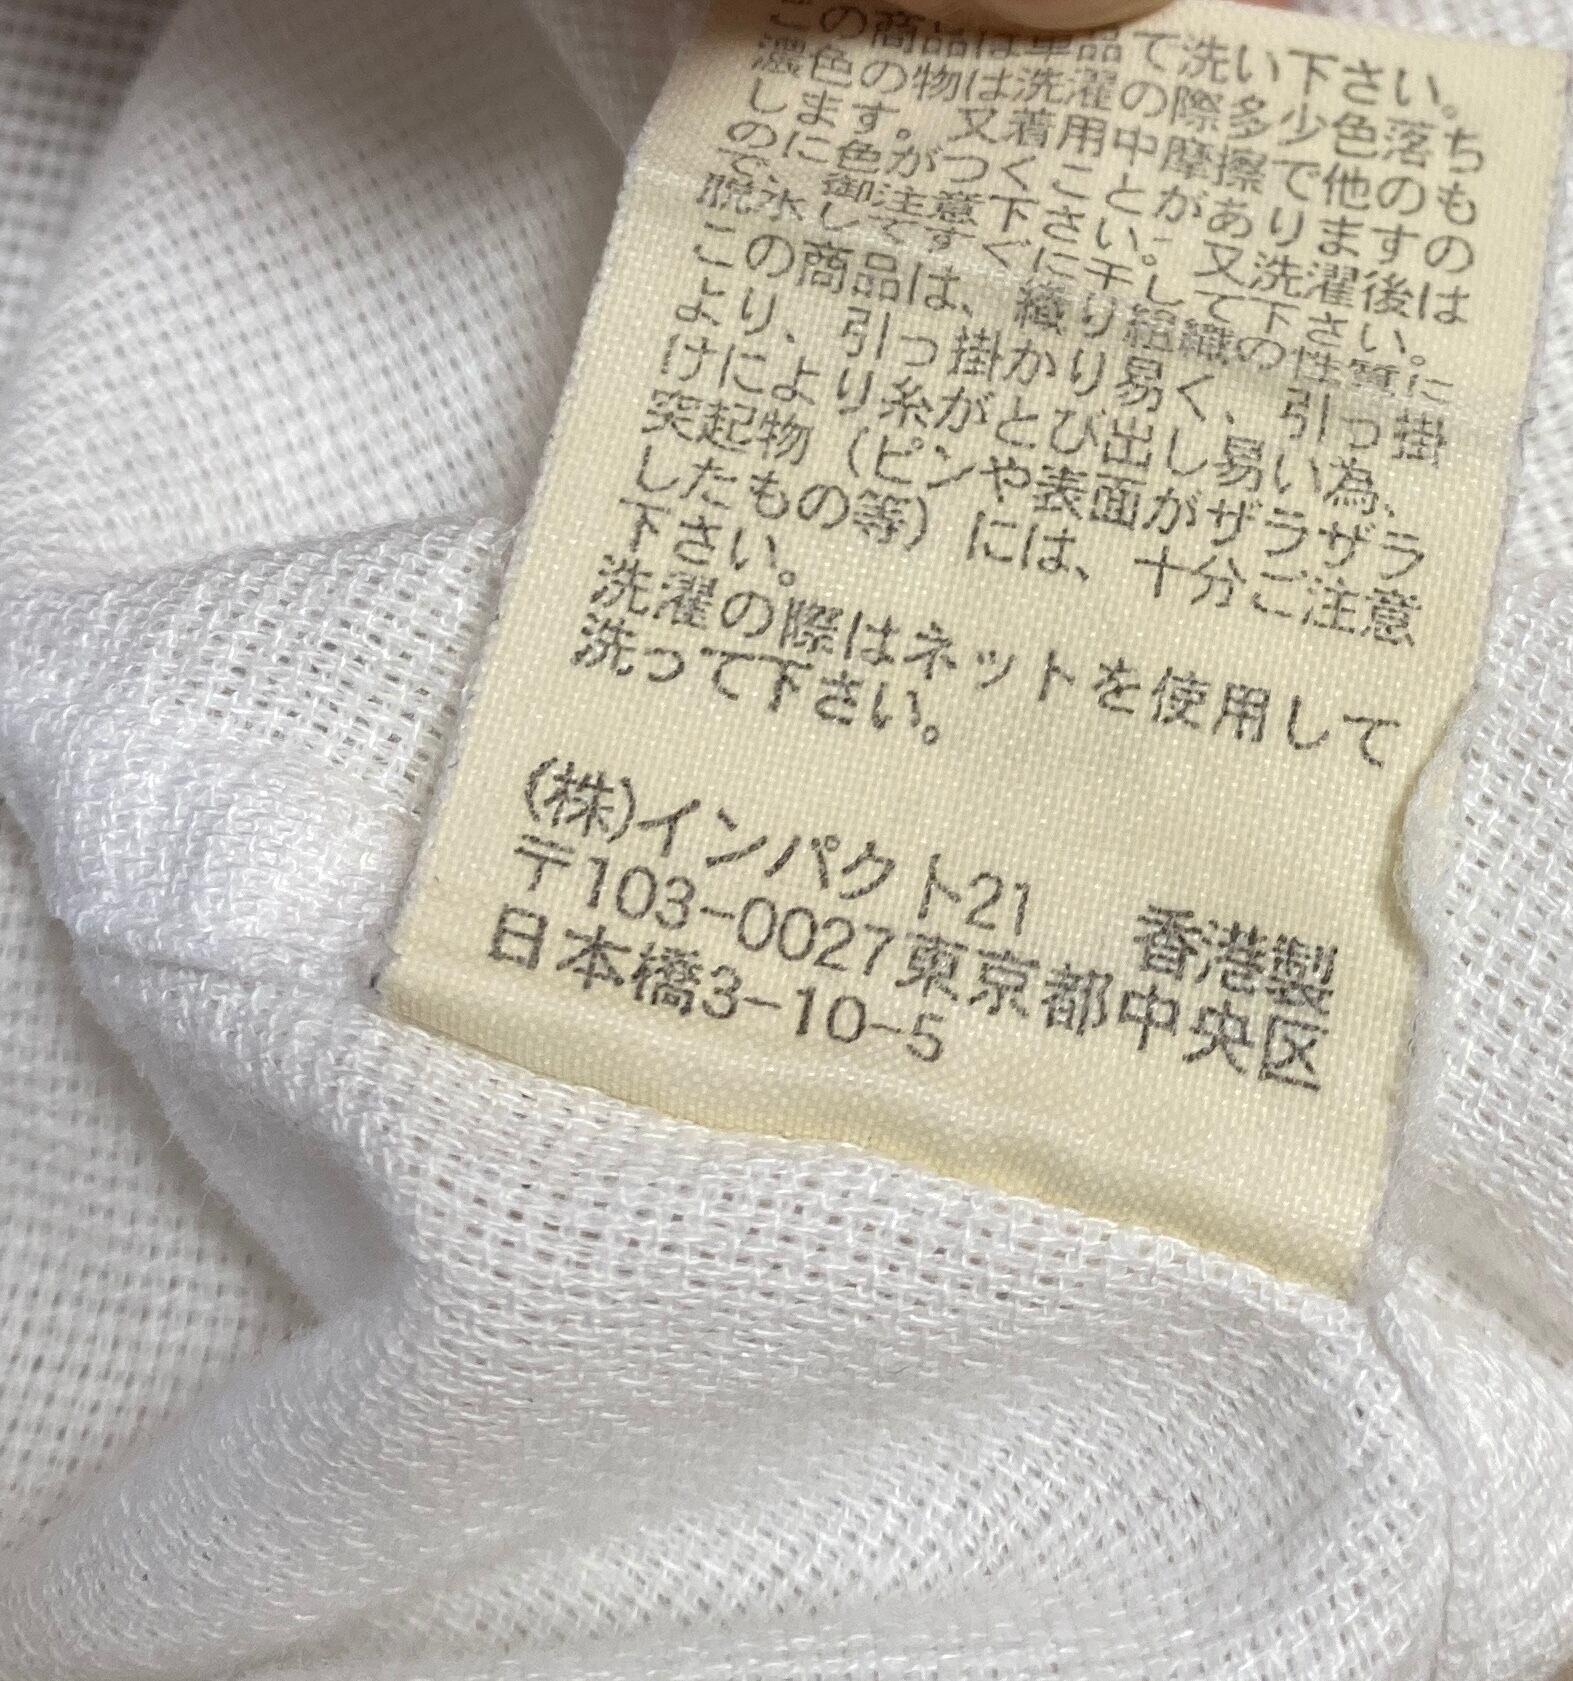 この商品は単品で洗い下さい。
濃色の物は洗濯の際多少色落ち
します。又着用中摩擦で他のも
のに色がつくことがありますの
で、御注意下さい。又洗濯後は
脱水してすぐに干して下さい。
この商品は、織り組織の性質に
より、引っ掛かり易く、引っ掛
けにより糸がとび出し易い為、
突起物（ピンや表面がザラザラ
したもの等）には、十分ご注意
下さい。
洗濯の際はネットを使用して
洗って下さい。
(株)インパクト21 香港製
〒103-0027東京都中央区
日本橋3-10-5